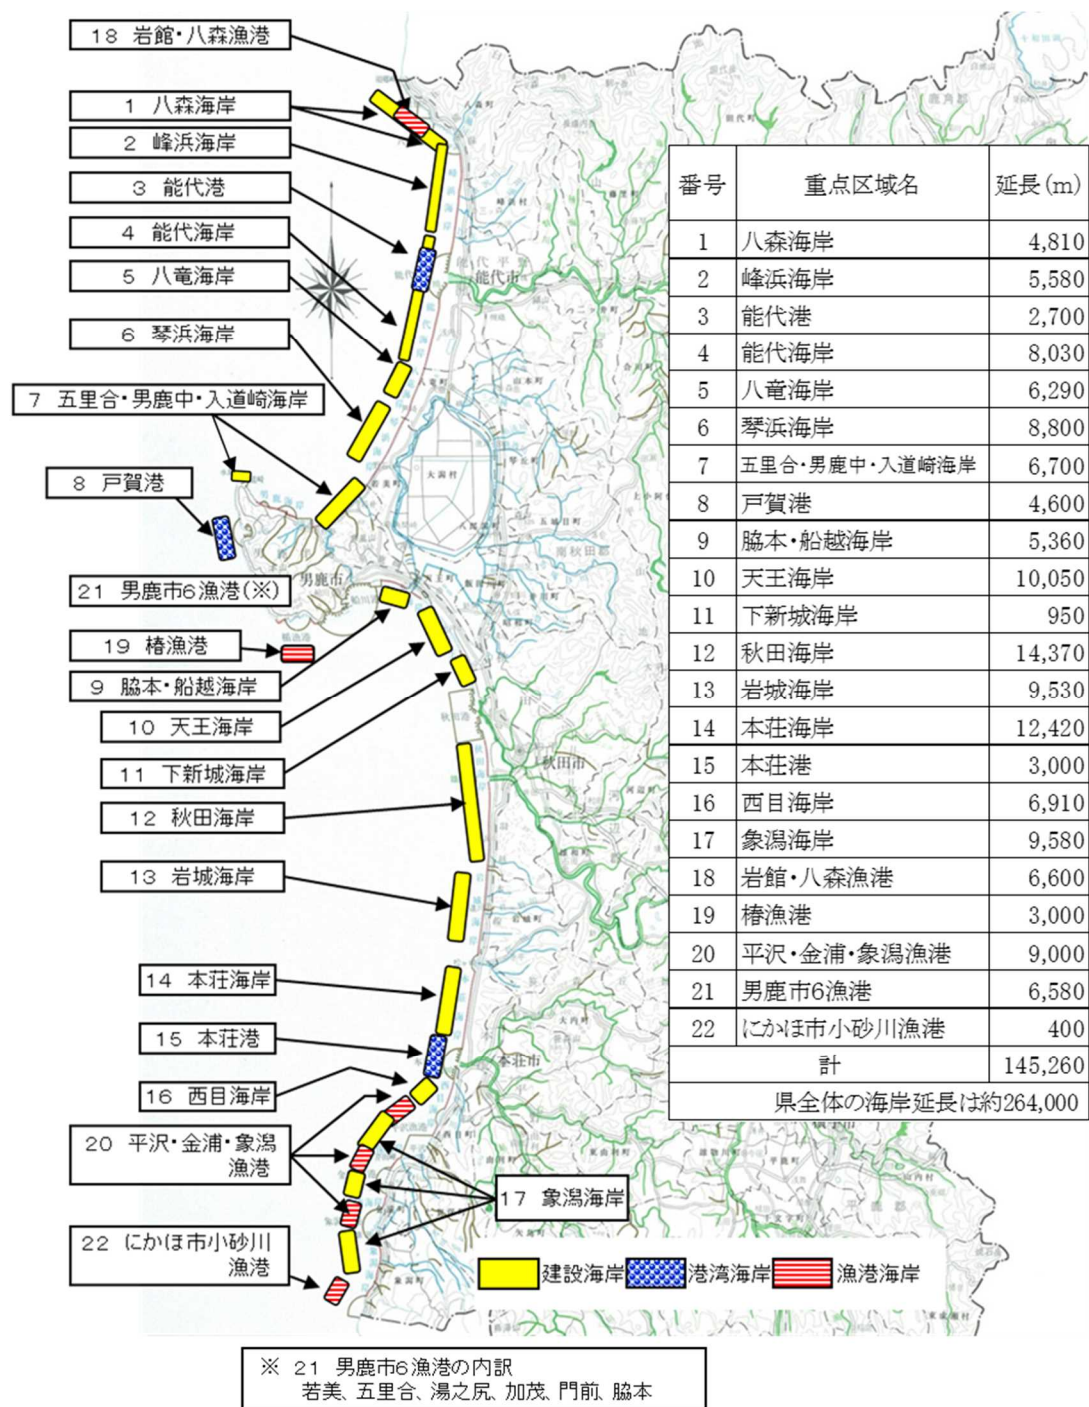 18 岩館・八森漁港
1 八森海岸
2 峰浜海岸
3 能代港
4 能代海岸
5 八竜海岸
6 琴浜海岸
7 五里合・男鹿中・入道崎海岸
8 戸賀港
21 男鹿市6漁港(※)
19 椿漁港
9 脇本・船越海岸
10 天王海岸
11 下新城海岸
12 秋田海岸
13 岩城海岸
14 本荘海岸
15 本荘港
16 西目海岸
20 平沢・金浦・象潟
漁港
17 象潟海岸
22 にかほ市小砂川
漁港
能代市
大潟村
男鹿市
秋田市
本荘市
番号 重点区域名 延長(m)
1 八森海岸 4,810
2 峰浜海岸 5,580
3 能代港 2,700
4 能代海岸 8,030
5 八竜海岸 6,290
6 琴浜海岸 8,800
7 五里合・男鹿中・入道崎海岸 6,700
8 戸賀港 4,600
9 脇本・船越海岸 5,360
10 天王海岸 10,050
11 下新城海岸 950
12 秋田海岸 14,370
13 岩城海岸 9,530
14 本荘海岸 12,420
15 本荘港 3,000
16 西目海岸 6,910
17 象潟海岸 9,580
18 岩館・八森漁港 6,600
19 椿漁港 3,000
20 平沢・金浦・象潟漁港 9,000
21 男鹿市6漁港 6,580
22 にかほ市小砂川漁港 400
計 145,260
県全体の海岸延長は約264,000
建設海岸 港湾海岸 漁港海岸
※ 21 男鹿市6漁港の内訳
若美、五里合、湯之尻、加茂、門前、脇本